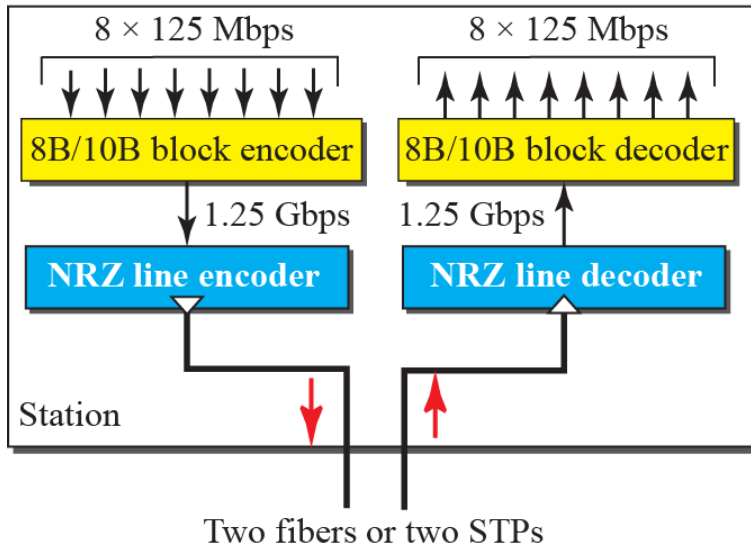 8 × 125 Mbps
8 × 125 Mbps
8B/10B block encoder
8B/10B block decoder
1.25 Gbps
1.25 Gbps
NRZ line encoder
NRZ line decoder
Station
Two fibers or two STPs